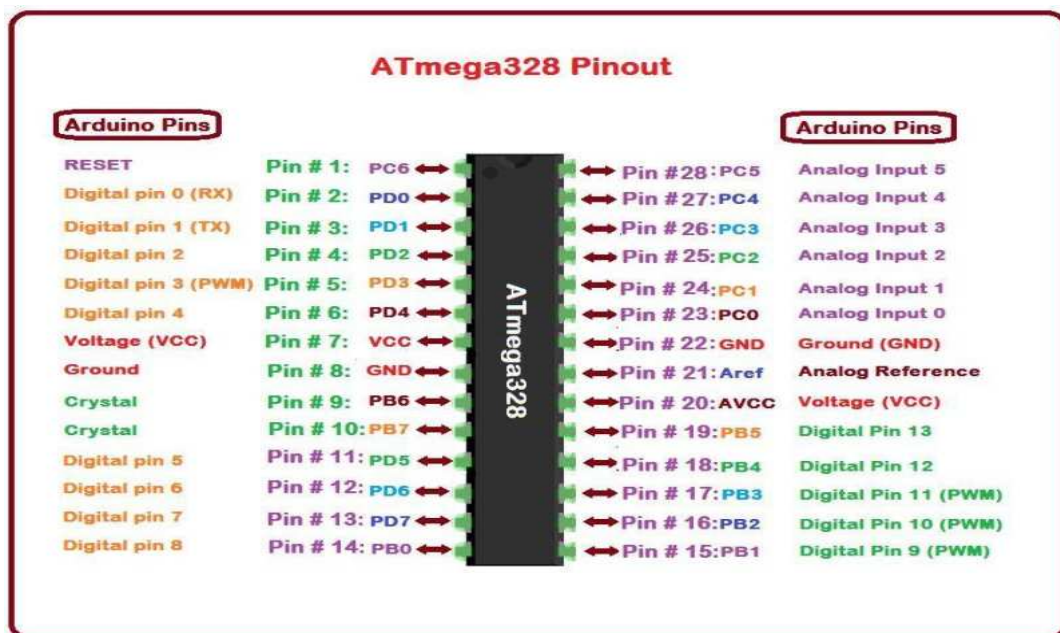 ATmega328 Pinout
Arduino Pins Arduino Pins
RESET Pin # 1: PC6 Pin #28:PC5 Analog Input 5
Digital pin 0 (RX) Pin # 2: PD0 Pin #27:PC4 Analog Input 4
Digital pin 1 (TX) Pin # 3: PD1 Pin #26:PC3 Analog Input 3
Digital pin 2 Pin # 4: PD2 Pin #25:PC2 Analog Input 2
Digital pin 3 (PWM) Pin # 5: PD3 Pin # 24:PC1 Analog Input 1
Digital pin 4 Pin # 6: PD4 Pin # 23:PC0 Analog Input 0
Voltage (VCC) Pin # 7: VCC Pin # 22:GND Ground (GND)
Ground Pin # 8: GND Pin # 21:Aref Analog Reference
Crystal Pin # 9: PB6 Pin # 20:AVCC Voltage (VCC)
Crystal Pin # 10:PB7 Pin # 19:PB5 Digital Pin 13
Digital pin 5 Pin # 11: PD5 Pin # 18:PB4 Digital Pin 12
Digital pin 6 Pin # 12: PD6 Pin # 17:PB3 Digital Pin 11 (PWM)
Digital pin 7 Pin # 13: PD7 Pin # 16:PB2 Digital Pin 10 (PWM)
Digital pin 8 Pin # 14: PB0 Pin # 15:PB1 Digital Pin 9 (PWM)
ATmega328